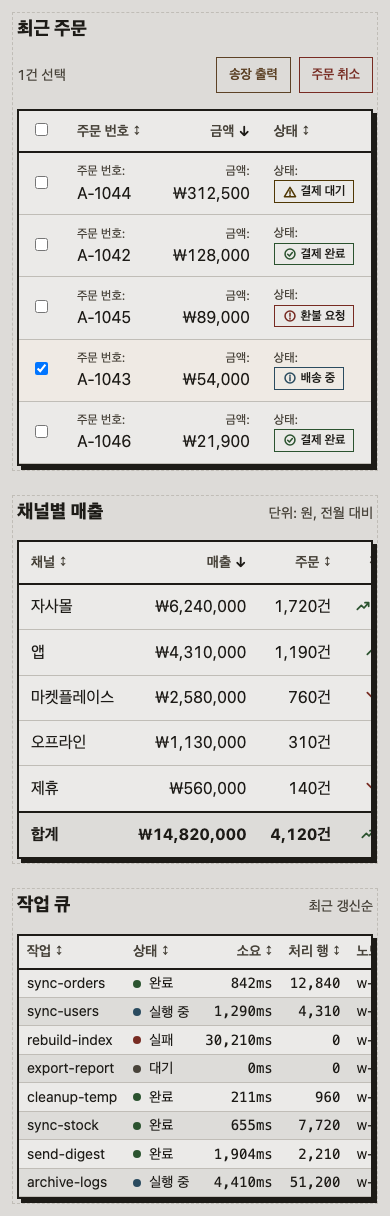 최근 주문
1건 선택
송장 출력
주문 취소
주문 번호 ↕ 금액 ↓ 상태 ↕
주문 번호: 금액: 상태:
A-1044 ₩312,500 결제 대기
주문 번호: 금액: 상태:
A-1042 ₩128,000 결제 완료
주문 번호: 금액: 상태:
A-1045 ₩89,000 환불 요청
주문 번호: 금액: 상태:
A-1043 ₩54,000 배송 중
주문 번호: 금액: 상태:
A-1046 ₩21,900 결제 완료
채널별 매출 단위: 원, 전월 대비
채널 ↕ 매출 ↓ 주문 ↕
자사몰 ₩6,240,000 1,720건
앱 ₩4,310,000 1,190건
마켓플레이스 ₩2,580,000 760건
오프라인 ₩1,130,000 310건
제휴 ₩560,000 140건
합계 ₩14,820,000 4,120건
작업 큐 최근 갱신순
작업 ↕ 상태 ↕ 소요 ↕ 처리 행 ↕
sync-orders 완료 842ms 12,840 w-
sync-users 실행 중 1,290ms 4,310 w-
rebuild-index 실패 30,210ms 0 w-
export-report 대기 0ms 0 w-
cleanup-temp 완료 211ms 960 w-
sync-stock 완료 655ms 7,720 w-
send-digest 완료 1,904ms 2,210 w-
archive-logs 실행 중 4,410ms 51,200 w-